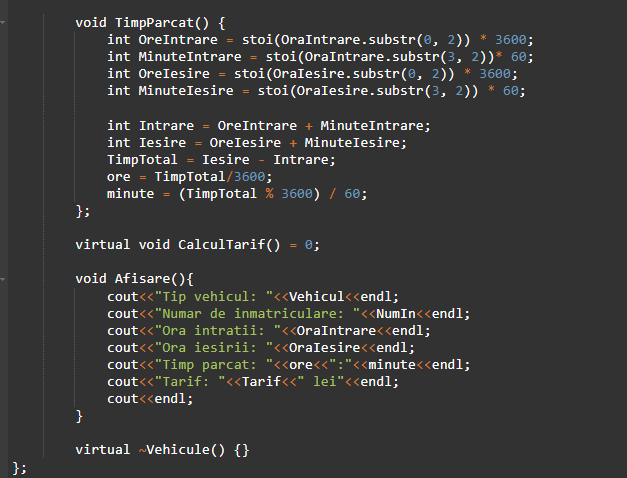 void TimpParcat() {
int OreIntrare = stoi(OraIntrare.substr(0, 2)) * 3600;
int MinuteIntrare = stoi(OraIntrare.substr(3, 2))* 60;
int OreIesire = stoi(OraIesire.substr(0, 2)) * 3600;
int MinuteIesire = stoi(OraIesire.substr(3, 2)) * 60;
int Intrare = OreIntrare + MinuteIntrare;
int Iesire = OreIesire + MinuteIesire;
TimpTotal = Iesire - Intrare;
ore = TimpTotal/3600;
minute = (TimpTotal % 3600) / 60;
};
virtual void CalculTarif() = 0;
void Afisare(){
cout<<"Tip vehicul: "<<Vehicul<<endl;
cout<<"Numar de inmatriculare: "<<NumIn<<endl;
cout<<"Ora intratii: "<<OraIntrare<<endl;
cout<<"Ora iesirii: "<<OraIesire<<endl;
cout<<"Timp parcat: "<<ore<<":"<<minute<<endl;
cout<<"Tarif: "<<Tarif<<" lei"<<endl;
cout<<endl;
}
virtual ~Vehicule() {}
};